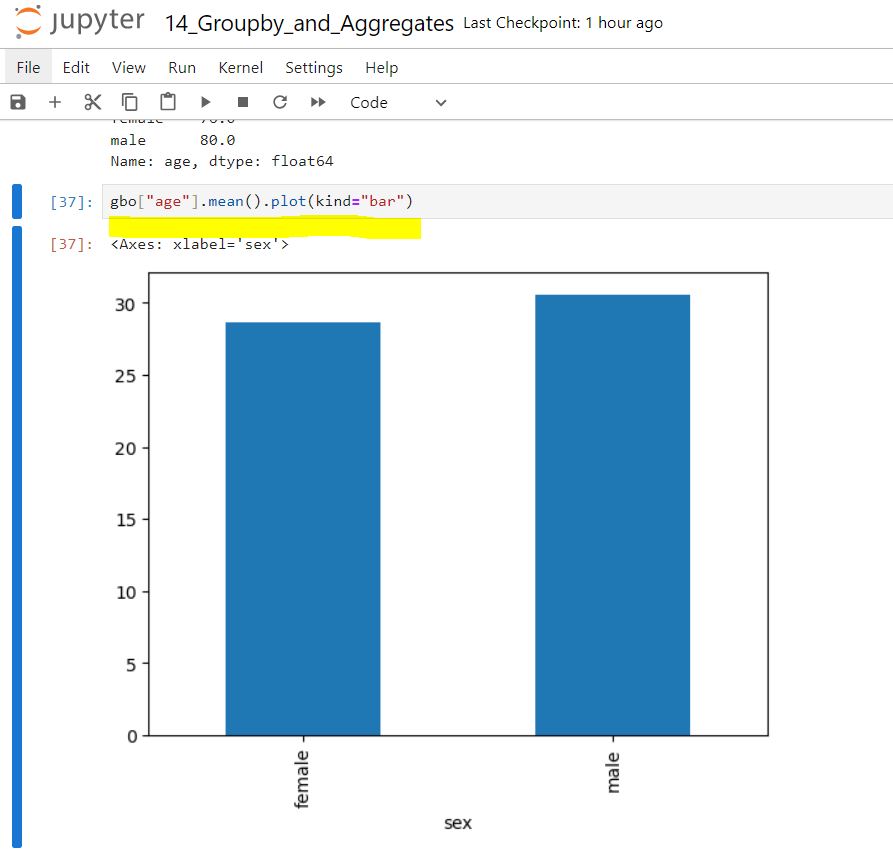 jupyter 14_Groupby_and_Aggregates Last Checkpoint: 1 hour ago
File Edit View Run Kernel Settings Help
Code
male 80.0
Name: age, dtype: float64
[37]: gbo["age"].mean().plot(kind="bar")
[37]: <Axes: xlabel='sex'>
30
25
20
15
10
5
0
female male
sex